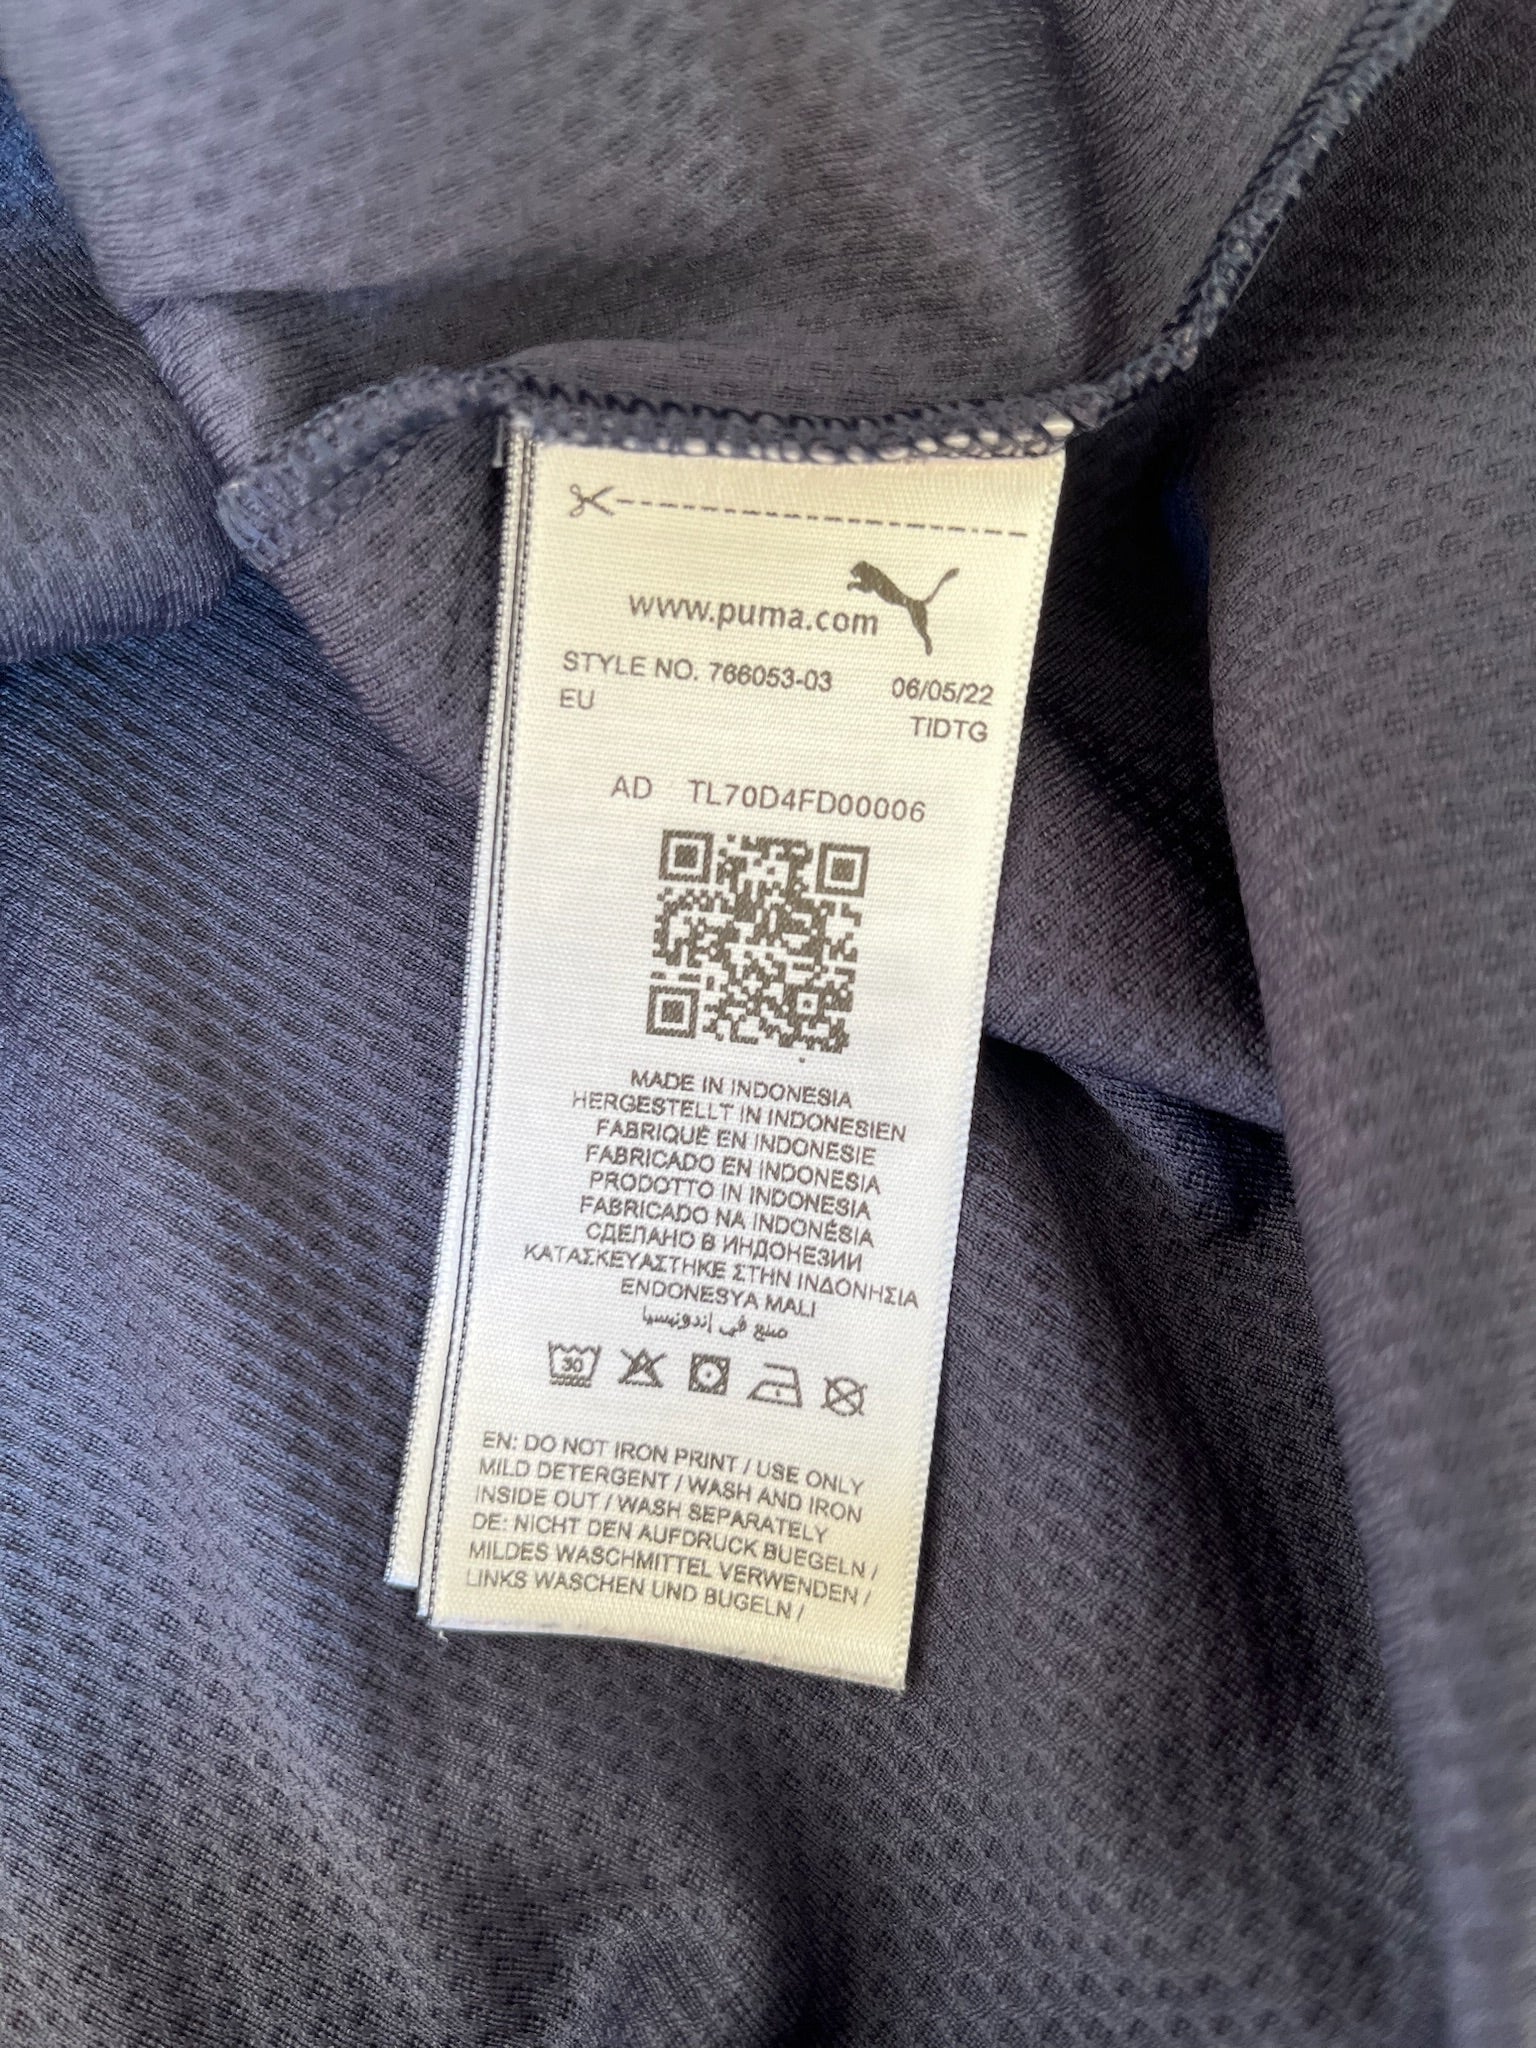 www.puma.com
STYLE NO. 766053-03 06/05/22
EU TIDTG
AD TL70D4FD00006
MADE IN INDONESIA
HERGESTELLT IN INDONESIEN
FABRIQUÉ EN INDONESIE
FABRICADO EN INDONESIA
PRODOTTO IN INDONESIA
FABRICADO NA INDONÉSIA
СДЕЛАНО В ИНДОНЕЗИИ
ΚΑΤΑΣΚΕΥΑΣΤΗΚΕ ΣΤΗΝ ΙΝΔΟΝΗΣΙΑ
ENDONESYA MALI
صنع في إندونيسيا
30
EN: DO NOT IRON PRINT / USE ONLY
MILD DETERGENT / WASH AND IRON
INSIDE OUT / WASH SEPARATELY
DE: NICHT DEN AUFDRUCK BUEGELN /
MILDES WASCHMITTEL VERWENDEN /
LINKS WASCHEN UND BUGELN /